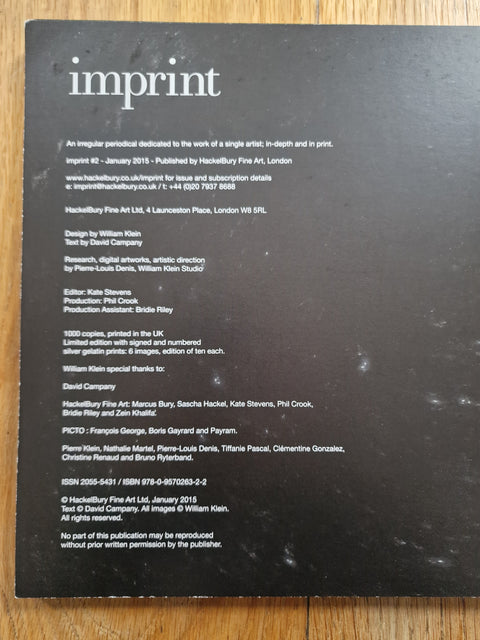 imprint
An irregular periodical dedicated to the work of a single artist; in-depth and in print.
imprint #2 - January 2015 - Published by HackelBury Fine Art, London
www.hackelbury.co.uk/imprint for issue and subscription details
e: imprint@hackelbury.co.uk / t: +44 (0)20 7937 8688
HackelBury Fine Art Ltd, 4 Launceston Place, London W8 5RL
Design by William Klein
Text by David Campany
Research, digital artworks, artistic direction
by Pierre-Louis Denis, William Klein Studio
Editor: Kate Stevens
Production: Phil Crook
Production Assistant: Bridie Riley
1000 copies, printed in the UK
Limited edition with signed and numbered
silver gelatin prints: 6 images, edition of ten each.
William Klein special thanks to:
David Campany
HackelBury Fine Art: Marcus Bury, Sascha Hackel, Kate Stevens, Phil Crook,
Bridie Riley and Zein Khalifa.
PICTO : François George, Boris Gayrard and Payram.
Pierre Klein, Nathalie Martel, Pierre-Louis Denis, Tiffanie Pascal, Clémentine Gonzalez,
Christine Renaud and Bruno Ryterband.
ISSN 2055-5431 / ISBN 978-0-9570263-2-2
© HackelBury Fine Art Ltd, January 2015
Text © David Campany. All images © William Klein.
All rights reserved.
No part of this publication may be reproduced
without prior written permission by the publisher.